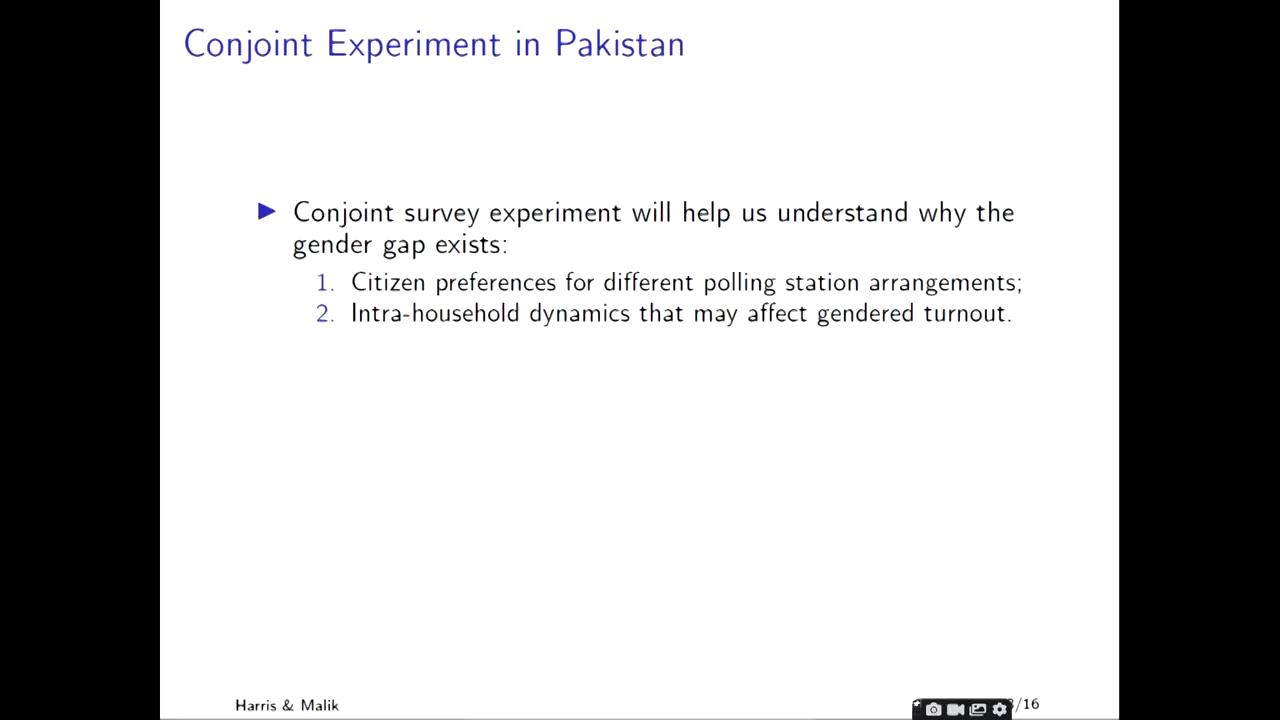 Conjoint Experiment in Pakistan
Conjoint survey experiment will help us understand why the
gender gap exists:
1. Citizen preferences for different polling station arrangements;
2. Intra-household dynamics that may affect gendered turnout.
Harris & Malik
/16